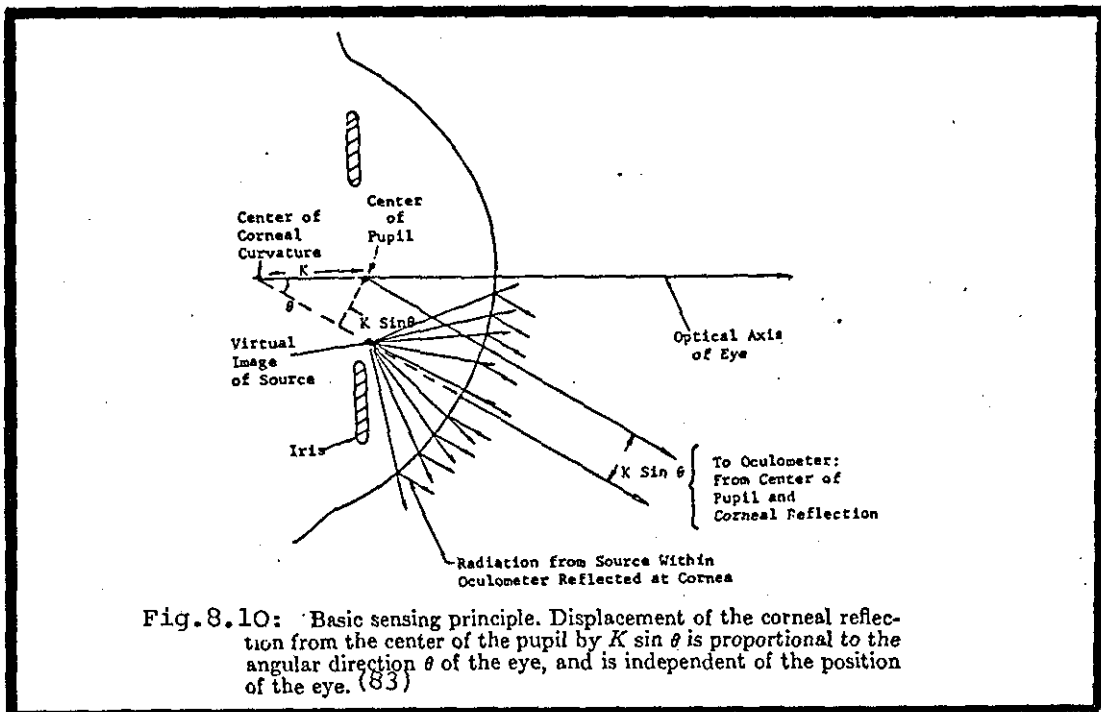 Center
of
Pupil
Center of
Corneal
Curvature
K
θ
K Sinθ
Virtual
Image
of Source
Optical Axis
of Eye
Iris
K Sin θ
To Oculometer:
From Center of
Pupil and
Corneal Reflection
Radiation from Source Within
Oculometer Reflected at Cornea
Fig.8.10: Basic sensing principle. Displacement of the corneal reflec-
tion from the center of the pupil by K sin θ is proportional to the
angular direction θ of the eye, and is independent of the position
of the eye. (83)